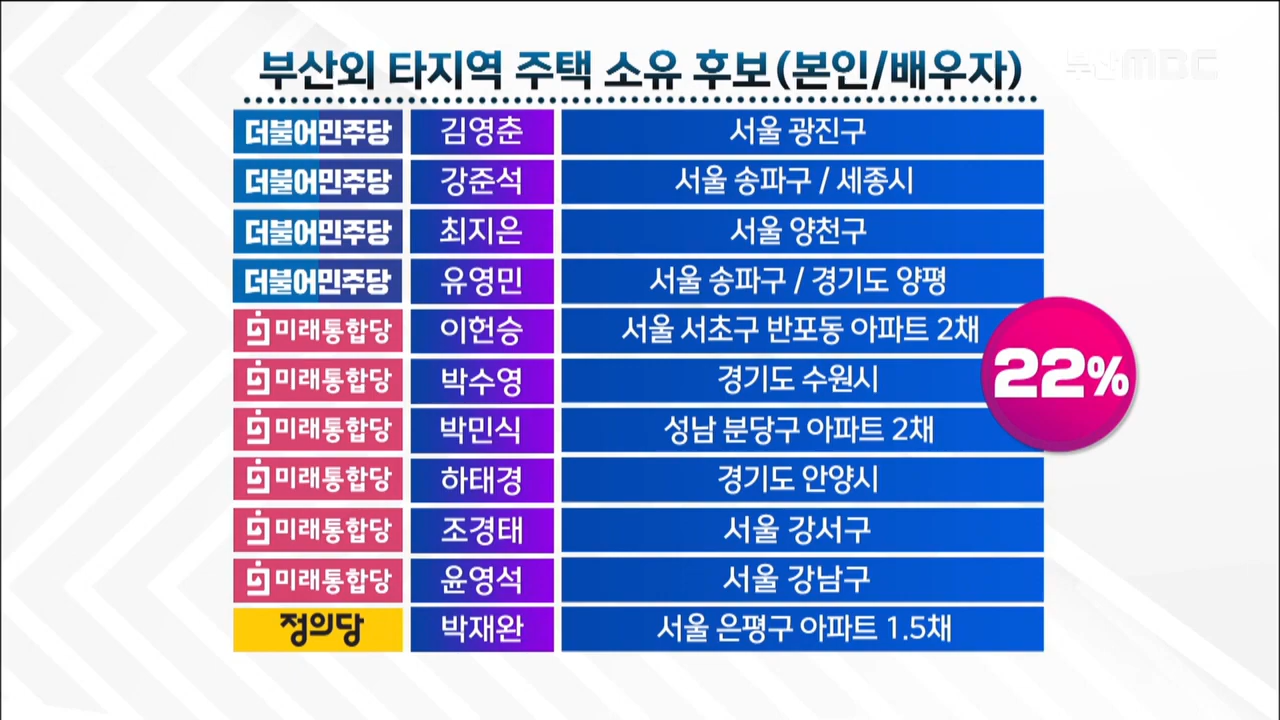 부산외 타지역 주택 소유 후보(본인/배우자)
부산MBC
더불어민주당 김영춘 서울 광진구
더불어민주당 강준석 서울 송파구 / 세종시
더불어민주당 최지은 서울 양천구
더불어민주당 유영민 서울 송파구 / 경기도 양평
미래통합당 이헌승 서울 서초구 반포동 아파트 2채
22%
미래통합당 박수영 경기도 수원시
미래통합당 박민식 성남 분당구 아파트 2채
미래통합당 하태경 경기도 안양시
미래통합당 조경태 서울 강서구
미래통합당 윤영석 서울 강남구
정의당 박재완 서울 은평구 아파트 1.5채